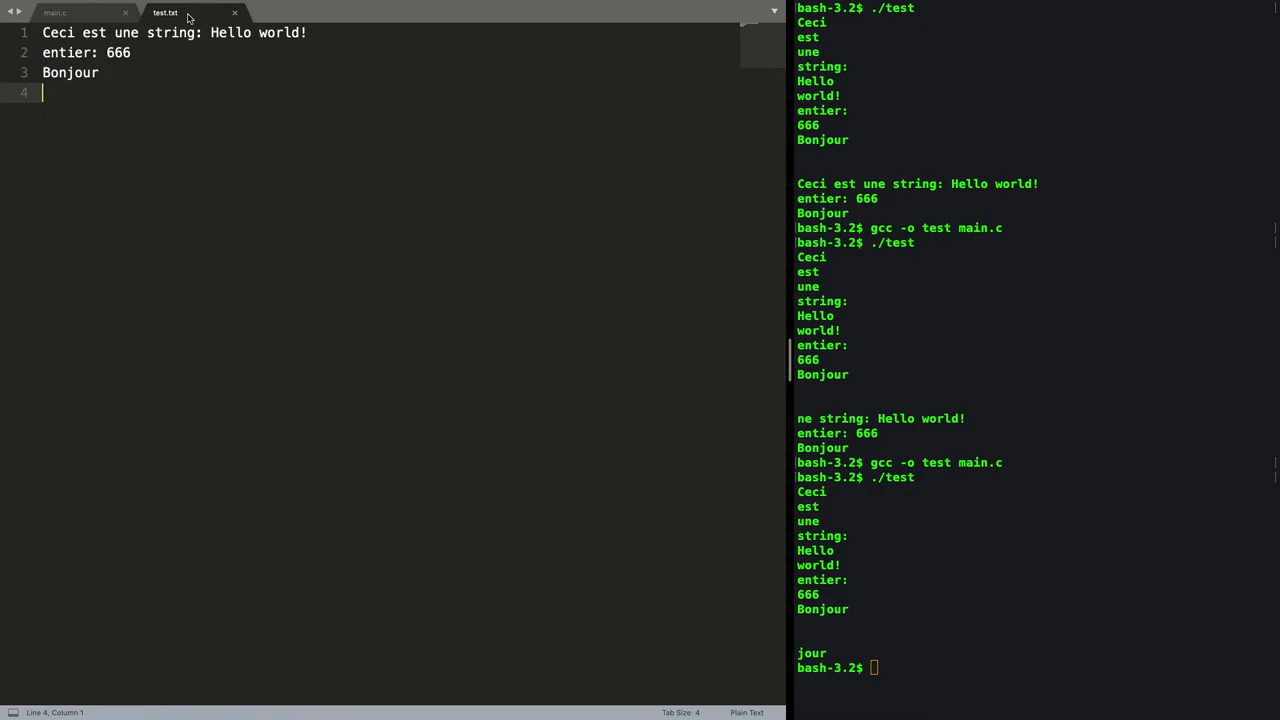 main.c
test.txt
1 Ceci est une string: Hello world!
2 entier: 666
3 Bonjour
4
Line 4, Column 1
Tab Size: 4
Plain Text
bash-3.2$ ./test
Ceci
est
une
string:
Hello
world!
entier:
666
Bonjour
Ceci est une string: Hello world!
entier: 666
Bonjour
bash-3.2$ gcc -o test main.c
bash-3.2$ ./test
Ceci
est
une
string:
Hello
world!
entier:
666
Bonjour
ne string: Hello world!
entier: 666
Bonjour
bash-3.2$ gcc -o test main.c
bash-3.2$ ./test
Ceci
est
une
string:
Hello
world!
entier:
666
Bonjour
jour
bash-3.2$